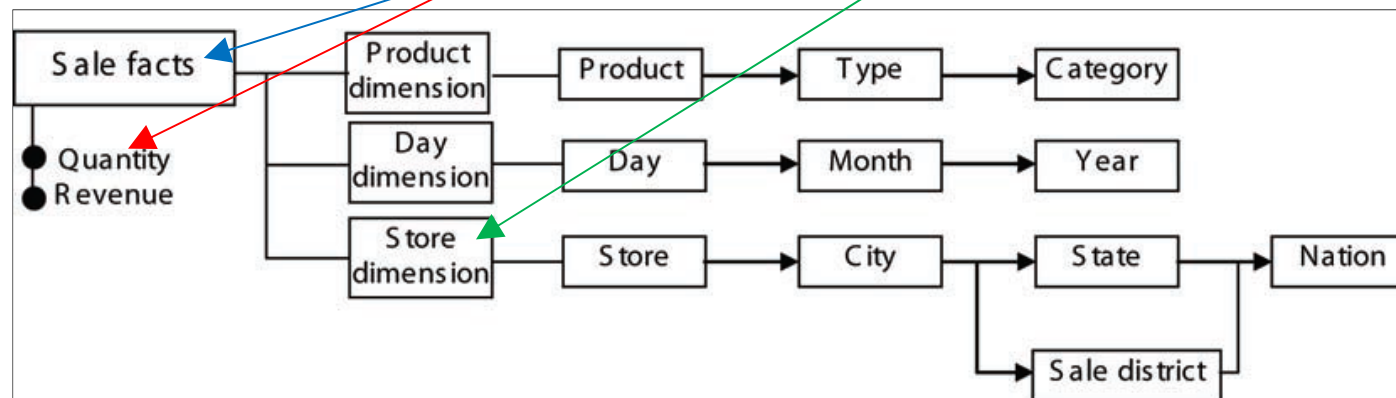 Sale facts
Quantity
Revenue
Product
dimension
Product
Type
Category
Day
dimension
Day
Month
Year
Store
dimension
Store
City
State
Nation
Sale district